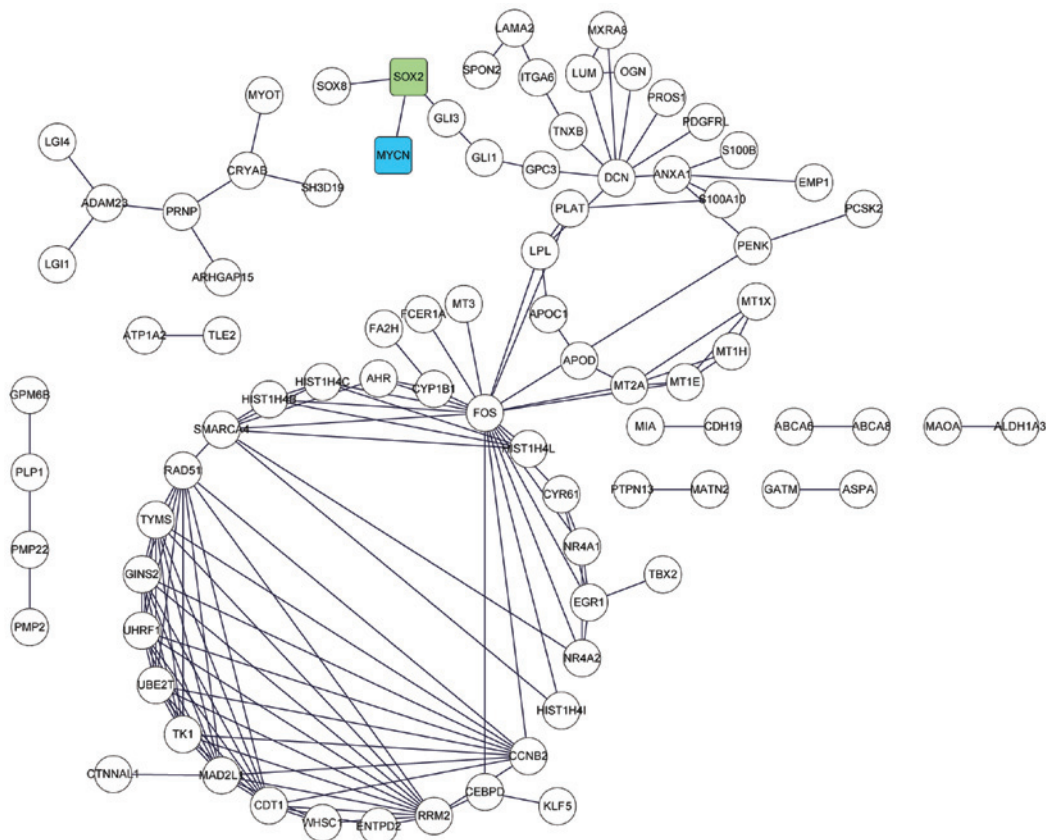 LAMA2
MXRA8
SPON2
ITGA6
LUM
OGN
SOX8
SOX2
MYOT
GLI3
PROS1
TNXB
PDGFRL
LGI4
MYCN
GLI1
GPC3
DCN
S100B
CRYAB
ANXA1
EMP1
SH3D19
S100A10
ADAM23
PRNP
PLAT
PCSK2
LPL
PENK
LGI1
ARHGAP15
MT3
MT1X
FCER1A
APOC1
ATP1A2
TLE2
FA2H
MT1H
APOD
AHR
CYP1B1
MT2A
MT1E
HIST1H4C
GPM6B
HIST1H4B
FOS
SMARCA4
MIA
CDH19
ABCA6
ABCA8
MAOA
ALDH1A3
HIST1H4L
PLP1
RAD51
CYR61
PTPN13
MATN2
GATM
ASPA
TYMS
PMP22
NR4A1
GINS2
TBX2
EGR1
PMP2
UHRF1
NR4A2
UBE2T
HIST1H4I
TK1
CCNB2
CTNNAL1
MAD2L1
CEBPD
CDT1
KLF5
WHSC1
ENTPD2
RRM2